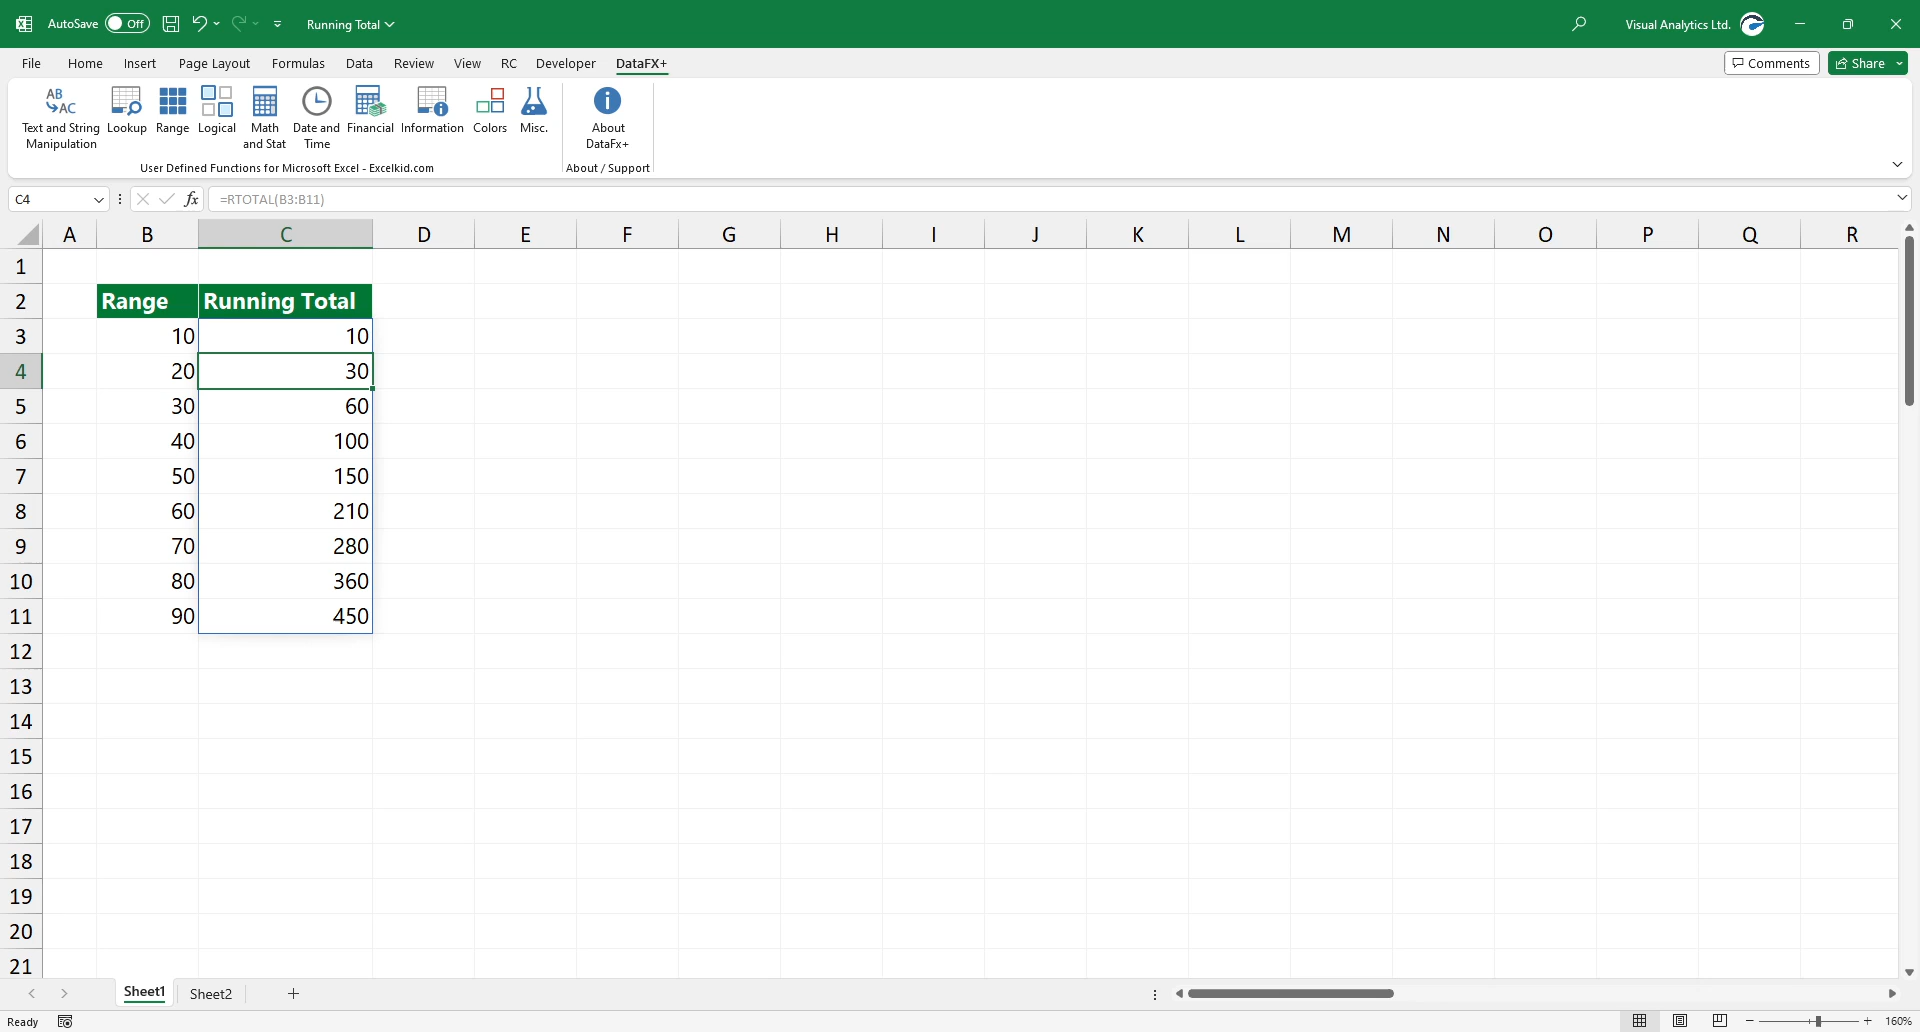 AutoSave Off Running Total Visual Analytics Ltd.
File Home Insert Page Layout Formulas Data Review View RC Developer DataFX+ Comments Share
AB
AC
Text and String Manipulation
Lookup
Range
Logical
Math and Stat
Date and Time
Financial
Information
Colors
Misc.
About DataFx+
User Defined Functions for Microsoft Excel - Excelkid.com
About / Support
C4 fx =RTOTAL(B3:B11)
A B C D E F G H I J K L M N O P Q R
1
2 Range Running Total
3 10 10
4 20 30
5 30 60
6 40 100
7 50 150
8 60 210
9 70 280
10 80 360
11 90 450
12
13
14
15
16
17
18
19
20
21
Sheet1 Sheet2 +
Ready 160%